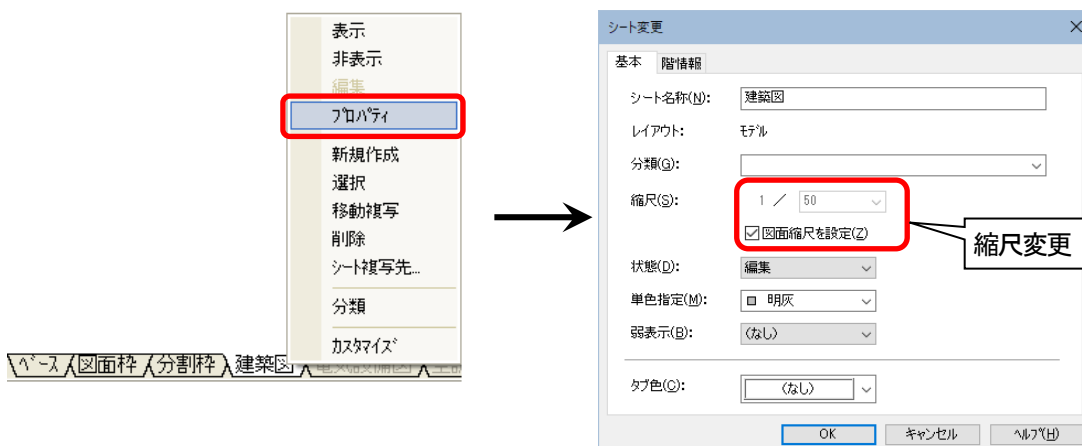 表示
非表示
編集
プロパティ
新規作成
選択
移動複写
削除
シート複写先...
分類
カスタマイズ
ベース 図面枠 分割枠 建築図 電気設備図
シート変更
基本 階情報
シート名称(N): 建築図
レイアウト: モデル
分類(G):
縮尺(S): 1 / 50
図面縮尺を設定(Z)
縮尺変更
状態(D): 編集
単色指定(M): 明灰
弱表示(B): (なし)
タブ色(C): (なし)
OK キャンセル ヘルプ(H)